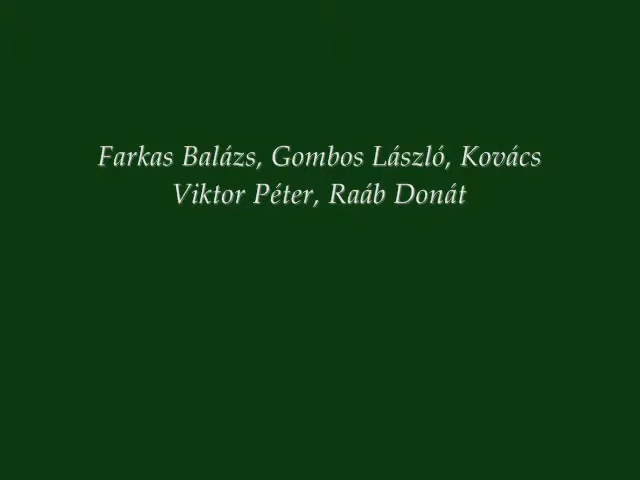 Farkas Balázs, Gombos László, Kovács
Viktor Péter, Raáb Donát